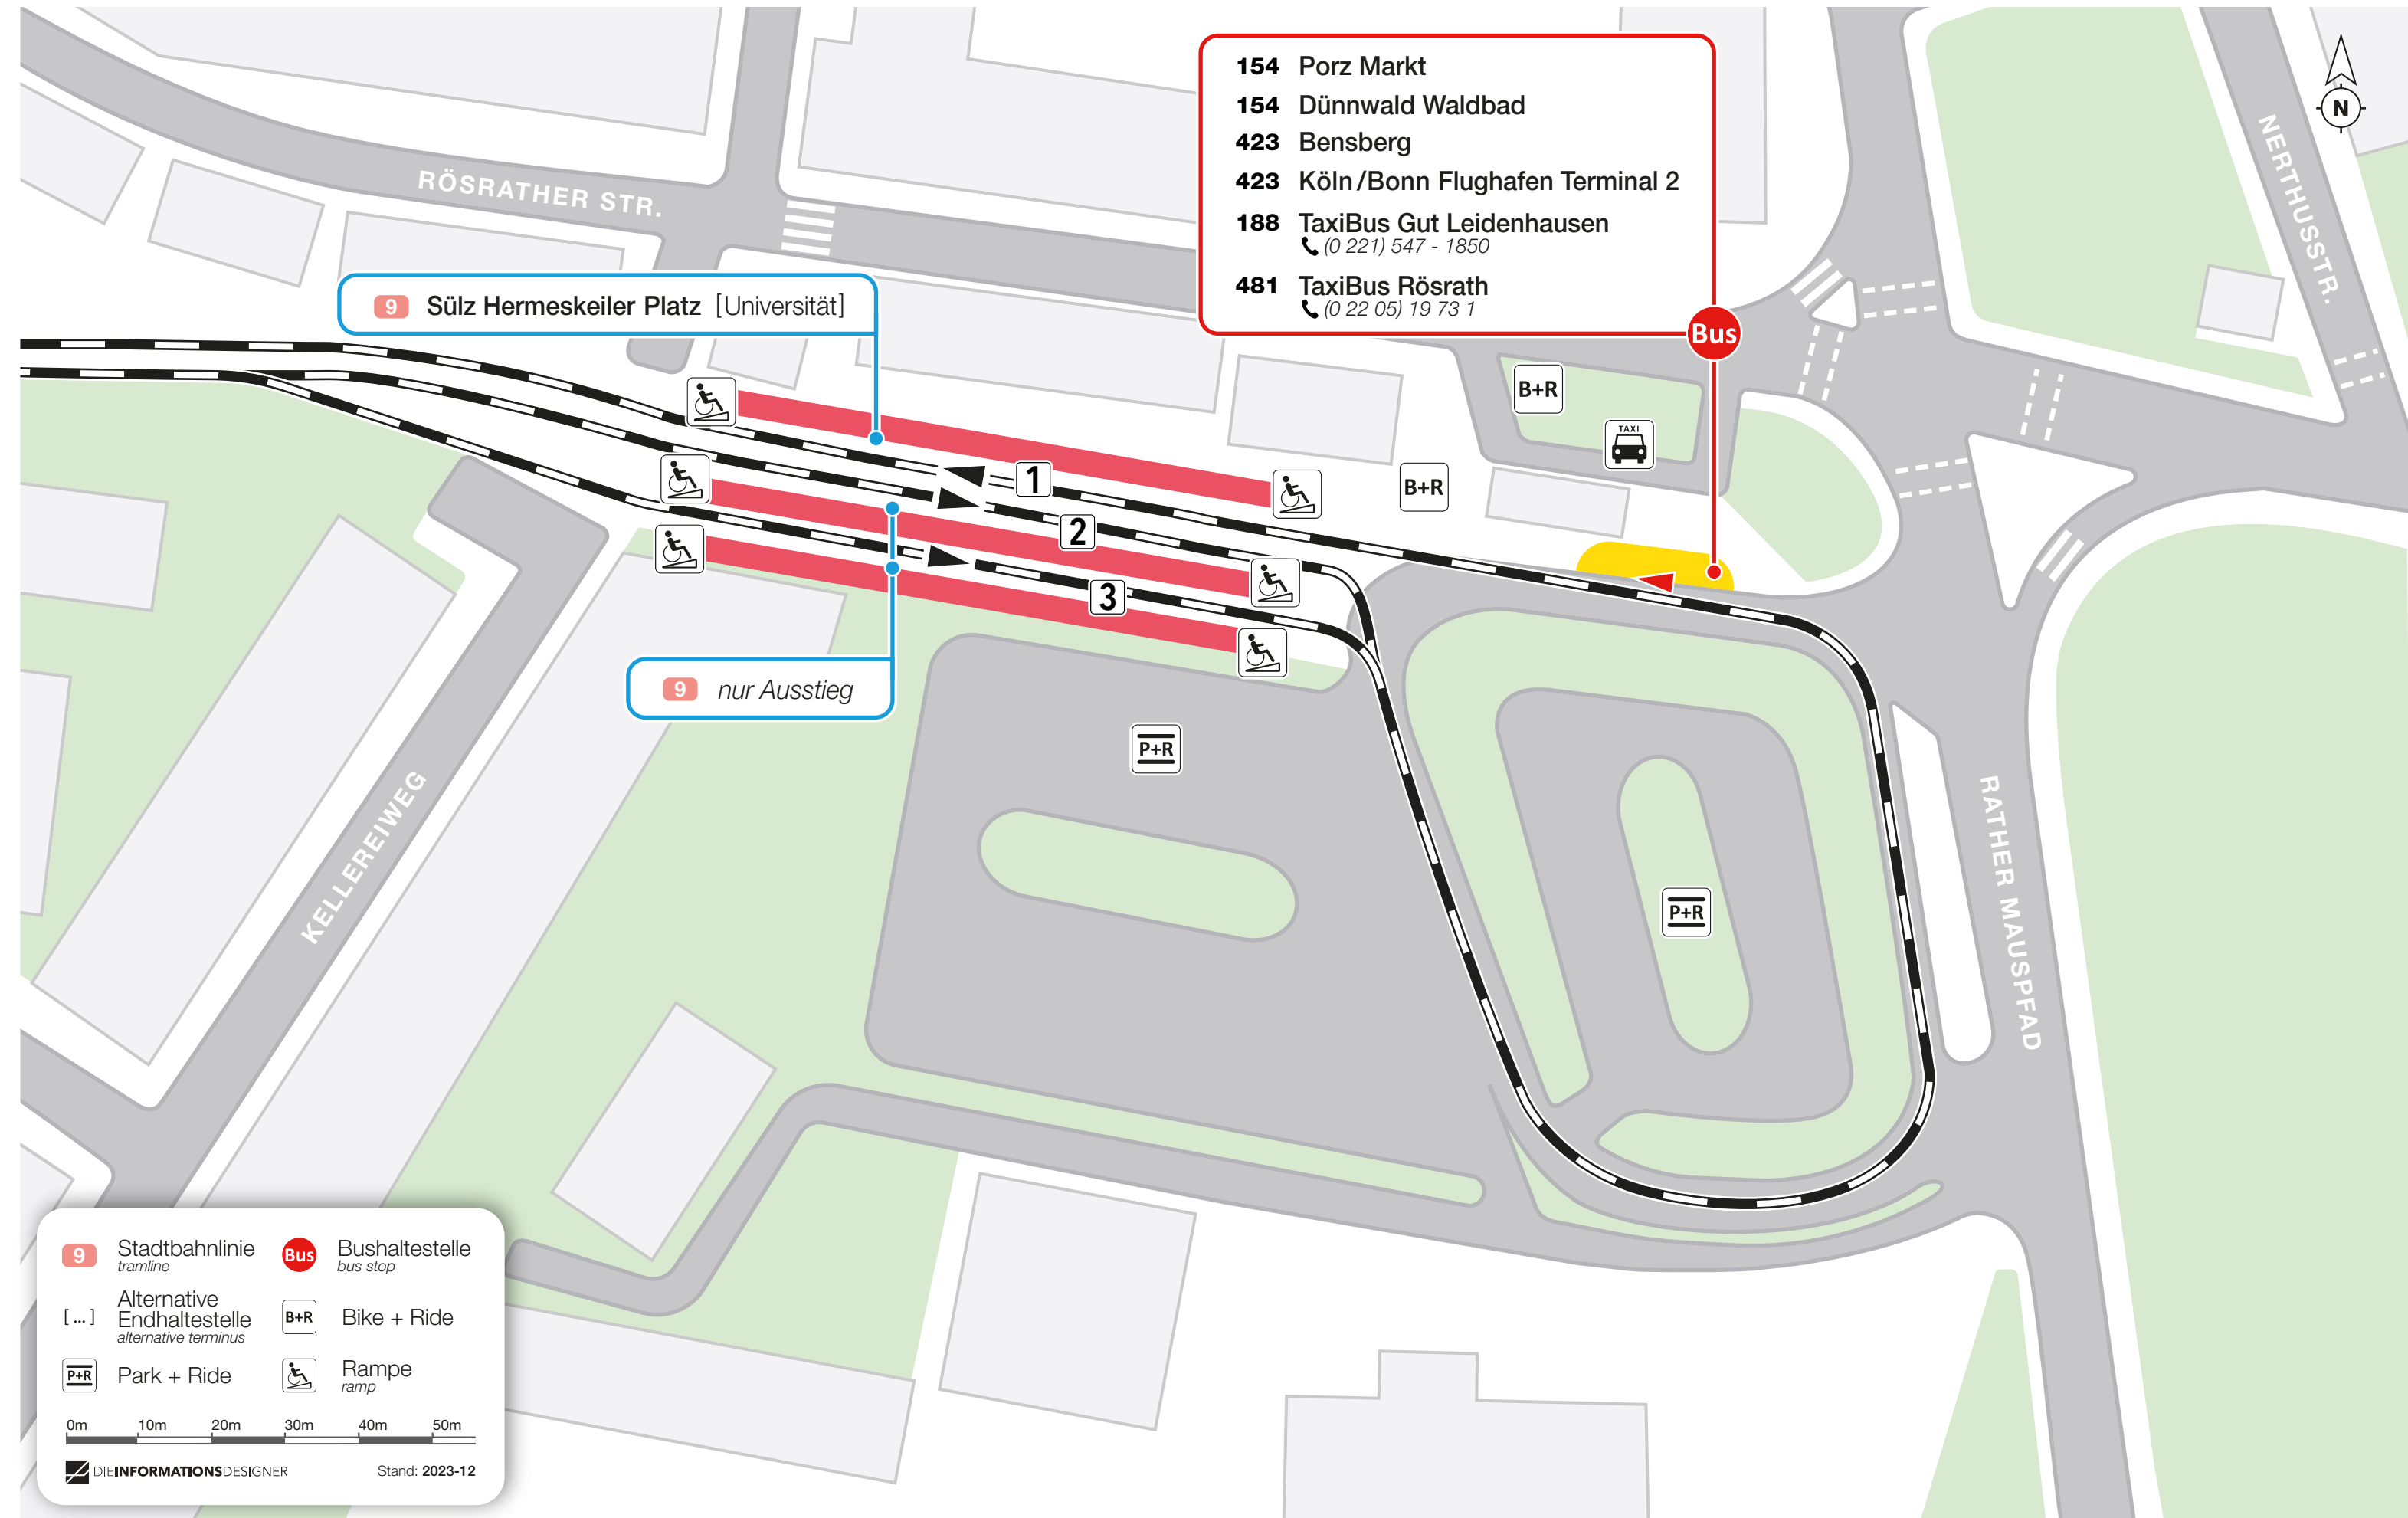 154 Porz Markt
154 Dünnwald Waldbad
423 Bensberg
423 Köln/Bonn Flughafen Terminal 2
188 TaxiBus Gut Leidenhausen
(0 221) 547 - 1850
481 TaxiBus Rösrath
(0 22 05) 19 73 1
Bus
N
NERTHUSSTR.
RÖSRATHER STR.
9 Sülz Hermeskeiler Platz [Universität]
B+R
TAXI
B+R
1
2
3
9 nur Ausstieg
P+R
P+R
KELLEREIWEG
RATHER MAUSPFAD
9 Stadtbahnlinie
tramline
Bus Bushaltestelle
bus stop
[...] Alternative
Endhaltestelle
alternative terminus
B+R Bike + Ride
P+R Park + Ride
Rampe
ramp
0m 10m 20m 30m 40m 50m
DIEINFORMATIONSDESIGNER
Stand: 2023-12